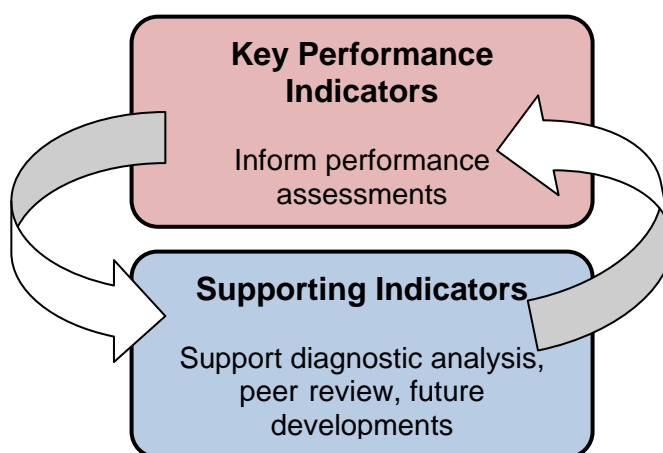 Key Performance
Indicators
Inform performance
assessments
Supporting Indicators
Support diagnostic analysis,
peer review, future
developments